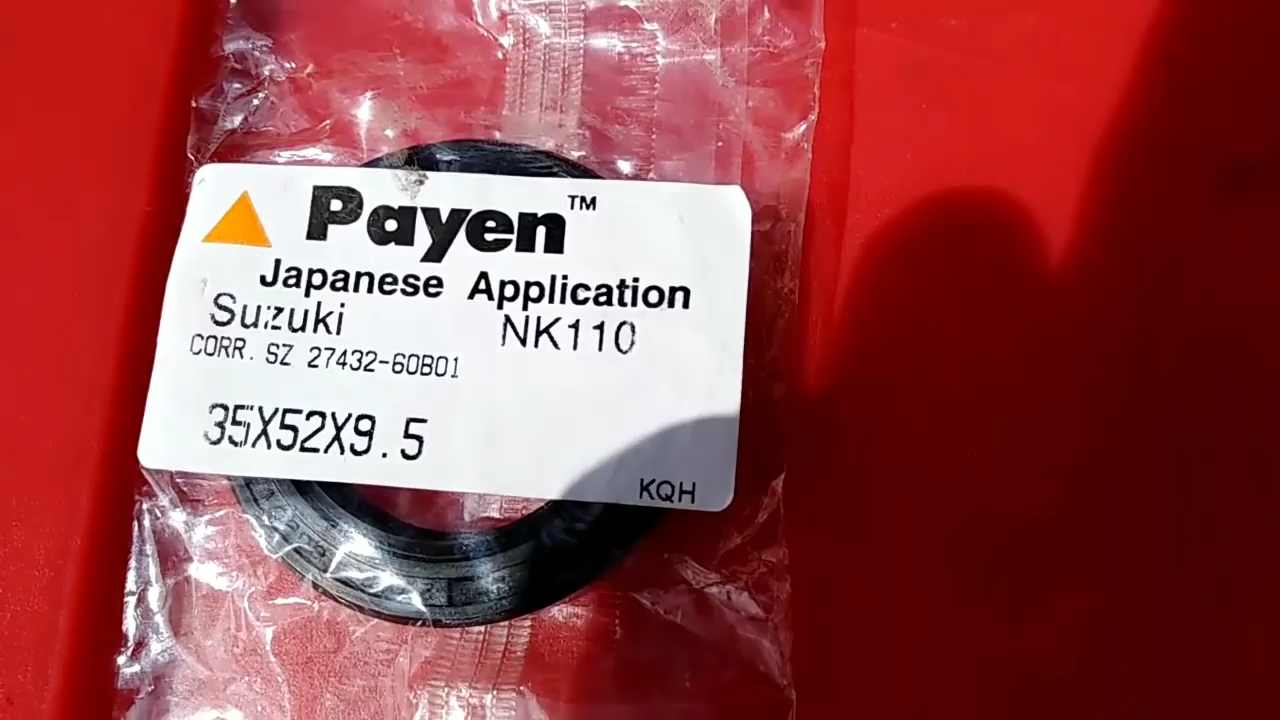 Payen™
Japanese Application
Suzuki NK110
CORR. SZ 27432-60B01
35X52X9.5
KQH